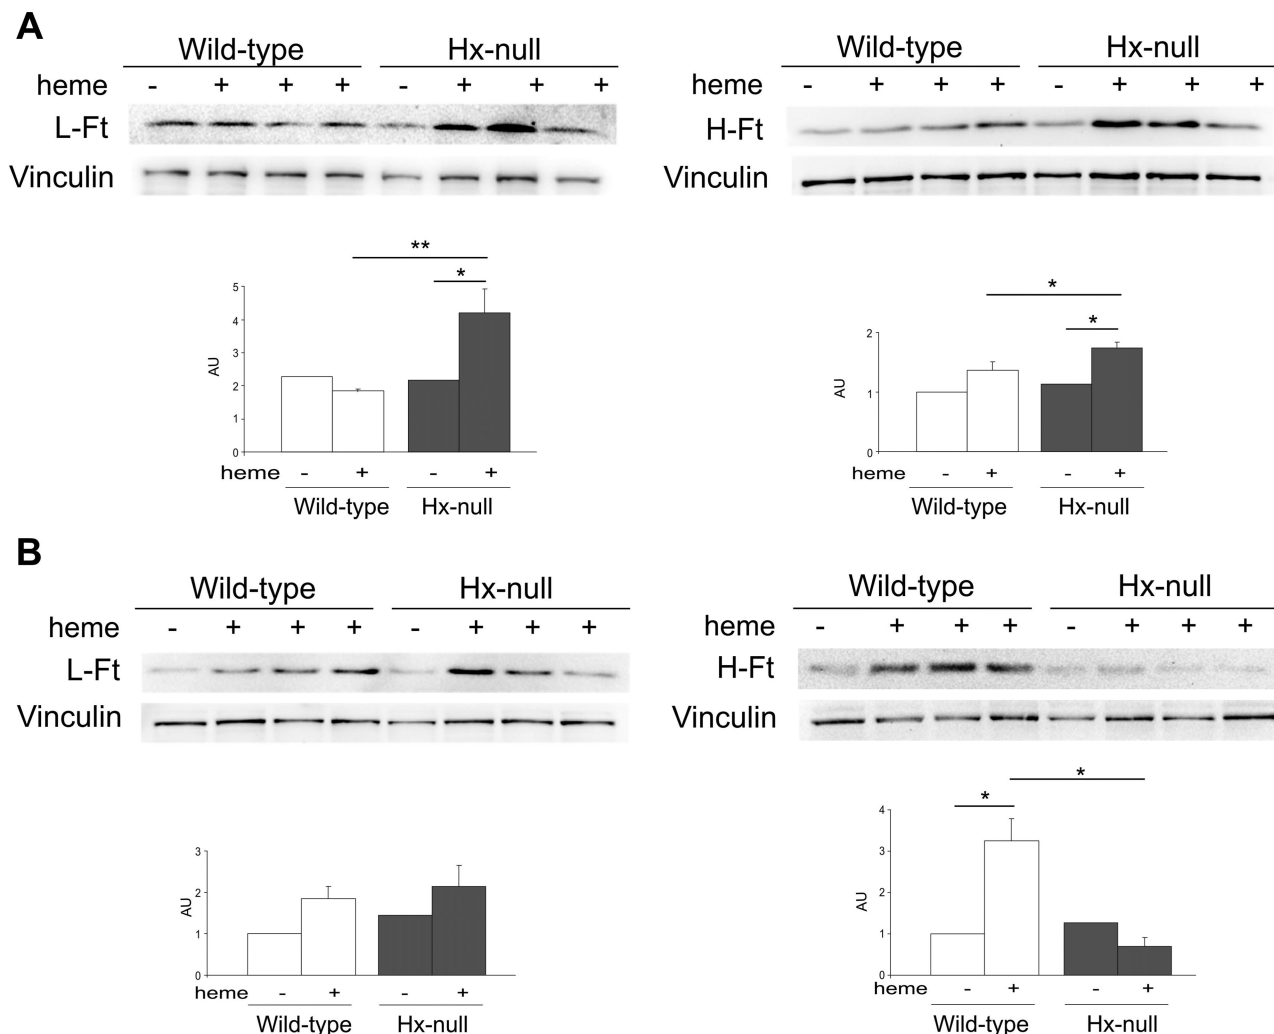 A
Wild-type Hx-null
heme - + + + - + + +
L-Ft
Vinculin
Wild-type Hx-null
heme - + + + - + + +
H-Ft
Vinculin
**
*
5
4
3
2
1
0
AU
heme - + - +
Wild-type Hx-null
*
*
2
1
0
AU
heme - + - +
Wild-type Hx-null
B
Wild-type Hx-null
heme - + + + - + + +
L-Ft
Vinculin
Wild-type Hx-null
heme - + + + - + + +
H-Ft
Vinculin
3
2
1
0
AU
heme - + - +
Wild-type Hx-null
*
*
4
3
2
1
0
AU
heme - + - +
Wild-type Hx-null